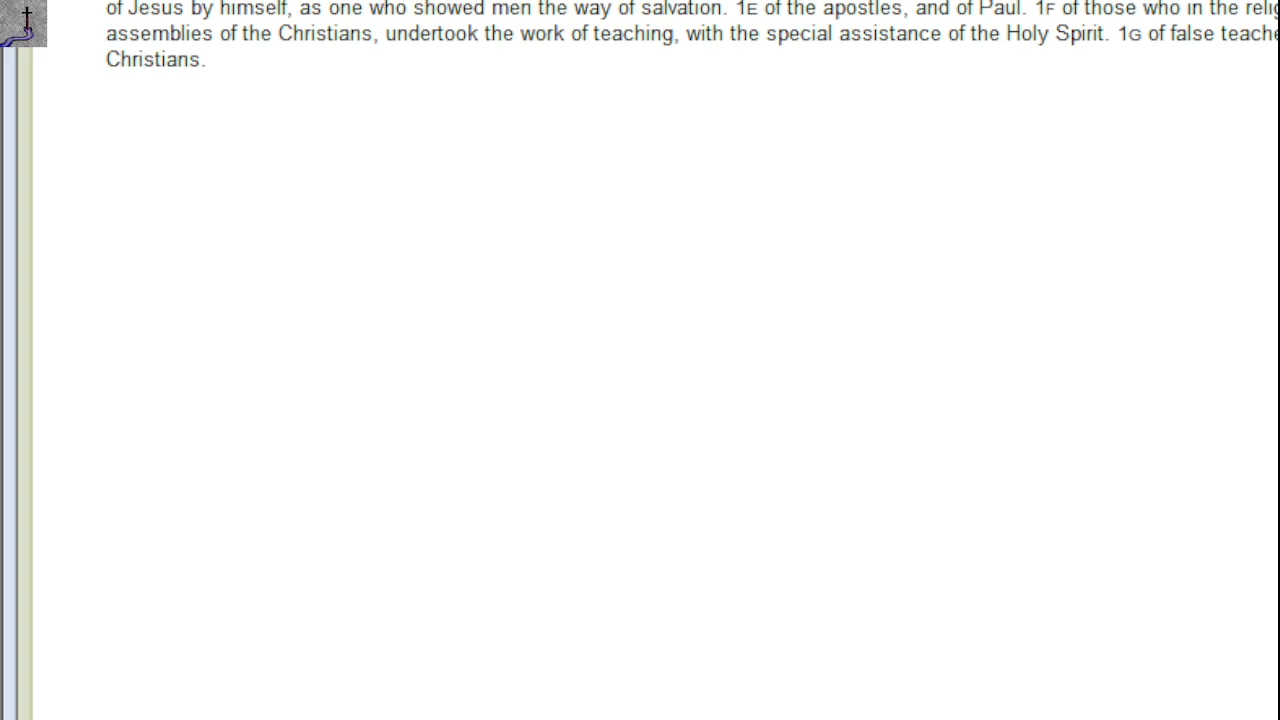 of Jesus by himself, as one who showed men the way of salvation. 1E of the apostles, and of Paul. 1F of those who in the
assemblies of the Christians, undertook the work of teaching, with the special assistance of the Holy Spirit. 1G of false
Christians.